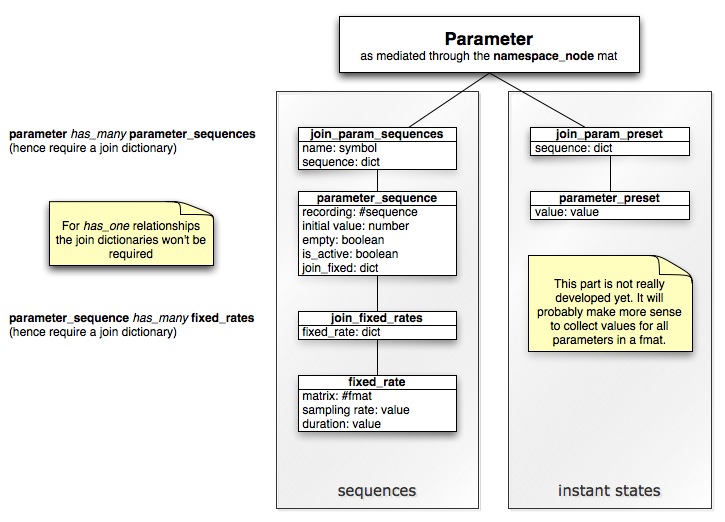 Parameter
as mediated through the namespace_node mat
parameter has_many parameter_sequences
(hence require a join dictionary)
For has_one relationships
the join dictionaries won't be
required
parameter_sequence has_many fixed_rates
(hence require a join dictionary)
join_param_sequences
name: symbol
sequence: dict
parameter_sequence
recording: #sequence
initial value: number
empty: boolean
is_active: boolean
join_fixed: dict
join_fixed_rates
fixed_rate: dict
fixed_rate
matrix: #fmat
sampling rate: value
duration: value
sequences
join_param_preset
sequence: dict
parameter_preset
value: value
This part is not really
developed yet. It will
probably make more sense
to collect values for all
parameters in a fmat.
instant states